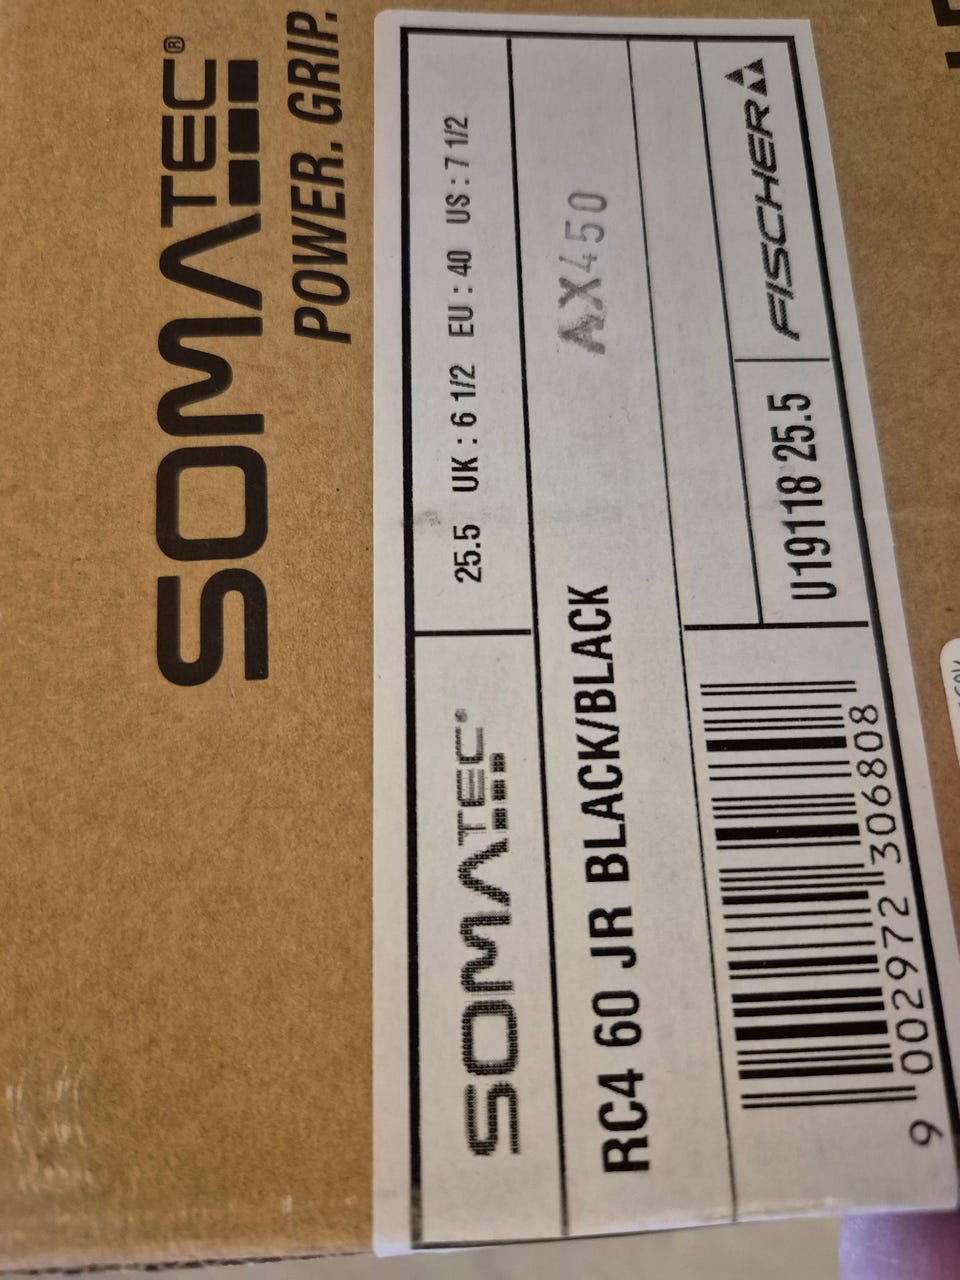 SOMATEC®
POWER. GRIP.
SOMATEC® 25.5 UK : 6 1/2 EU : 40 US : 7 1/2
RC4 60 JR BLACK/BLACK AX450
9 002972 306808
U19118 25.5 FISCHER